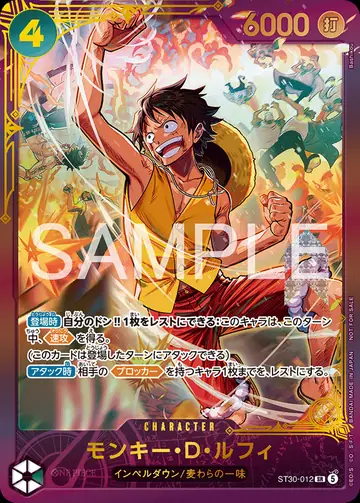 4
6000
打
SAMPLE
登場時 自分のドン!!1枚をレストにできる:このキャラは、このターン
中、速攻 を得る。
(このカードは登場したターンにアタックできる)
アタック時 相手の ブロッカー を持つキャラ1枚までを、レストにする。
CHARACTER
モンキー・D・ルフィ
インペルダウン/麦わらの一味
ST30-012 SR 5
ONE PIECE